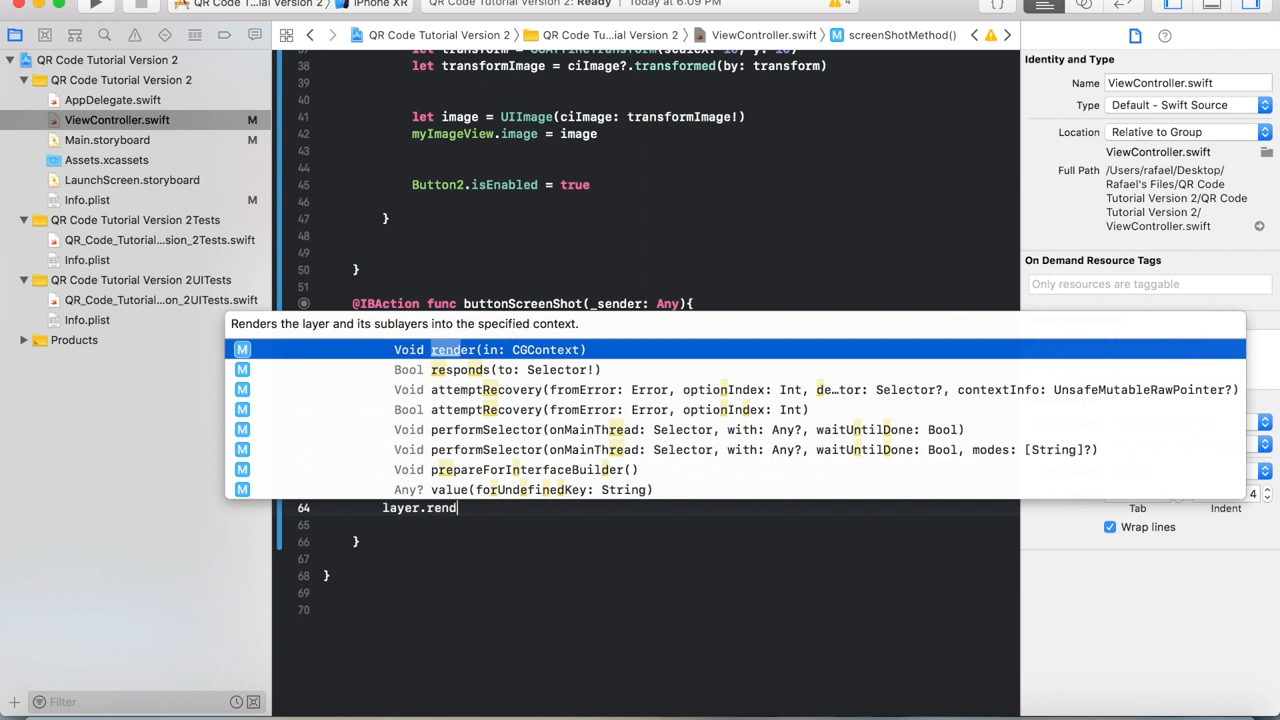 QR Code T...ial Version 2
iPhone XR
QR Code Tutorial Version 2: Ready
Today at 6:09 PM
4
QR Code Tutorial Version 2
QR Code Tutorial Version 2
AppDelegate.swift
ViewController.swift M
Main.storyboard M
Assets.xcassets
LaunchScreen.storyboard
Info.plist M
QR Code Tutorial Version 2Tests
QR_Code_Tutorial...sion_2Tests.swift
Info.plist
QR Code Tutorial Version 2UITests
QR_Code_Tutorial...on_2UITests.swift
Info.plist
Products
Filter
QR Code Tutorial Version 2
QR Code Tu...ial Version 2
ViewController.swift
M screenShotMethod()
38 let transformImage = ciImage?.transformed(by: transform)
39
40
41 let image = UIImage(ciImage: transformImage!)
42 myImageView.image = image
43
44
45 Button2.isEnabled = true
46
47 }
48
49
50 }
51
@IBAction func buttonScreenShot(_sender: Any){
Renders the layer and its sublayers into the specified context.
M Void render(in: CGContext)
M Bool responds(to: Selector!)
M Void attemptRecovery(fromError: Error, optionIndex: Int, de…tor: Selector?, contextInfo: UnsafeMutableRawPointer?)
M Bool attemptRecovery(fromError: Error, optionIndex: Int)
M Void performSelector(onMainThread: Selector, with: Any?, waitUntilDone: Bool)
M Void performSelector(onMainThread: Selector, with: Any?, waitUntilDone: Bool, modes: [String]?)
M Void prepareForInterfaceBuilder()
M Any? value(forUndefinedKey: String)
64 layer.rend
65
66 }
67
68 }
69
70
Identity and Type
Name ViewController.swift
Type Default - Swift Source
Location Relative to Group
ViewController.swift
Full Path /Users/rafael/Desktop/
Rafael's Files/QR Code
Tutorial Version 2/QR Code
Tutorial Version 2/
ViewController.swift
On Demand Resource Tags
Only resources are taggable
4
Tab Indent
Wrap lines